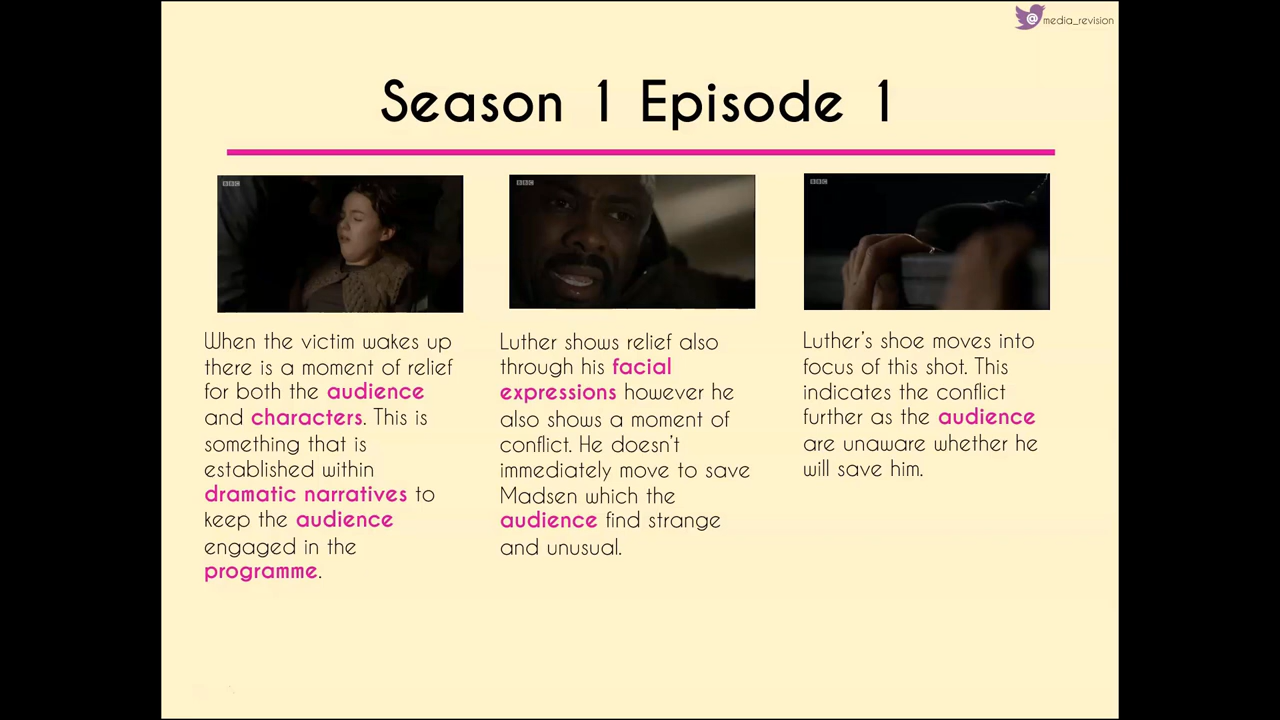 @media_revision
Season 1 Episode 1
BBC
BBC
BBC
When the victim wakes up
there is a moment of relief
for both the audience
and characters. This is
something that is
established within
dramatic narratives to
keep the audience
engaged in the
programme.
Luther shows relief also
through his facial
expressions however he
also shows a moment of
conflict. He doesn't
immediately move to save
Madsen which the
audience find strange
and unusual.
Luther's shoe moves into
focus of this shot. This
indicates the conflict
further as the audience
are unaware whether he
will save him.